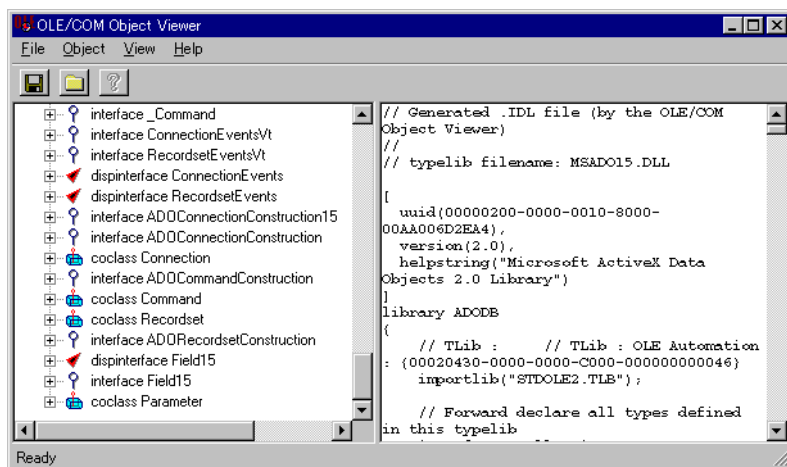 OLE/COM Object Viewer
File Object View Help
interface _Command
interface ConnectionEventsVt
interface RecordsetEventsVt
dispinterface ConnectionEvents
dispinterface RecordsetEvents
interface ADOConnectionConstruction15
interface ADOConnectionConstruction
coclass Connection
interface ADOCommandConstruction
coclass Command
coclass Recordset
interface ADORecordsetConstruction
dispinterface Field15
interface Field15
coclass Parameter
// Generated .IDL file (by the OLE/COM
Object Viewer)
//
// typelib filename: MSADO15.DLL
[
uuid(00000200-0000-0010-8000-
00AA006D2EA4),
version(2.0),
helpstring("Microsoft ActiveX Data
Objects 2.0 Library")
]
library ADODB
{
// TLib : // TLib : OLE Automation
: {00020430-0000-0000-C000-000000000046}
importlib("STDOLE2.TLB");
// Forward declare all types defined
in this typelib
Ready